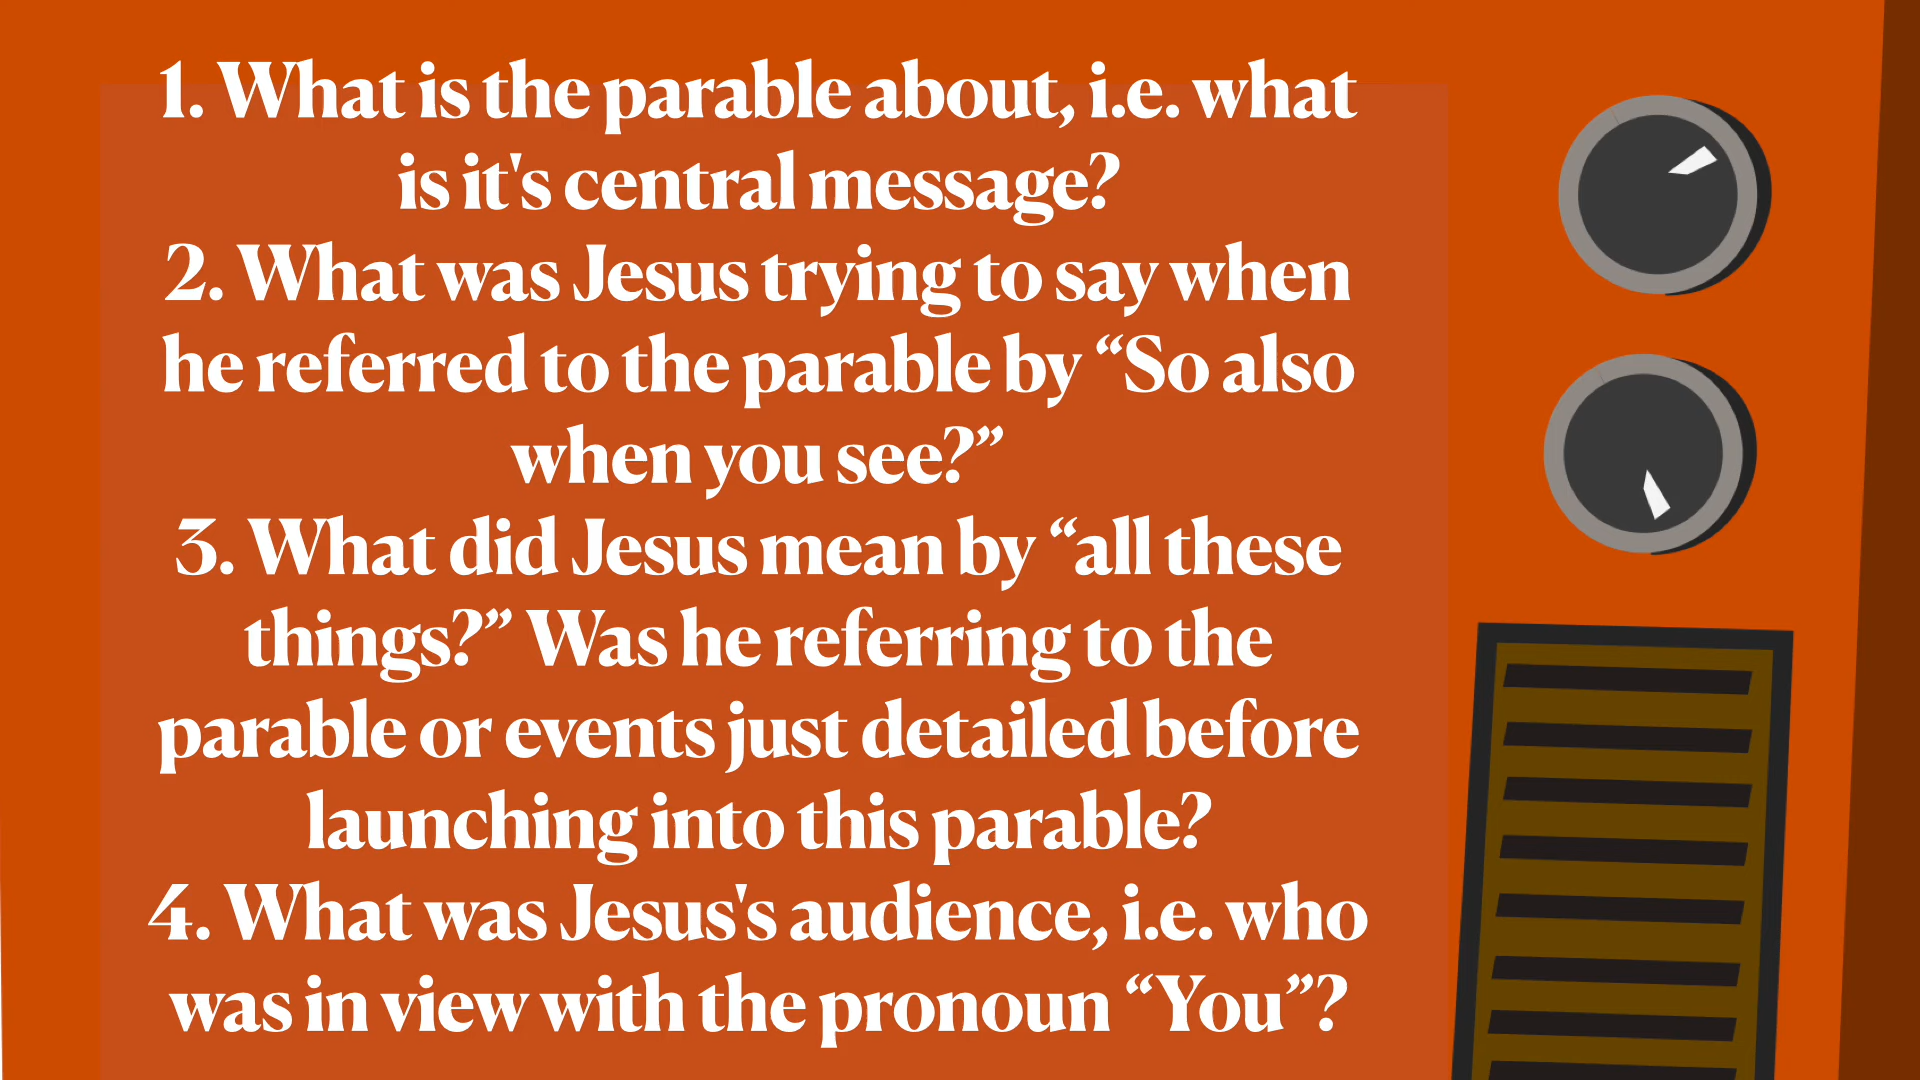 1. What is the parable about, i.e. what
is it's central message?
2. What was Jesus trying to say when
he referred to the parable by “So also
when you see?”
3. What did Jesus mean by “all these
things?” Was he referring to the
parable or events just detailed before
launching into this parable?
4. What was Jesus's audience, i.e. who
was in view with the pronoun “You”?